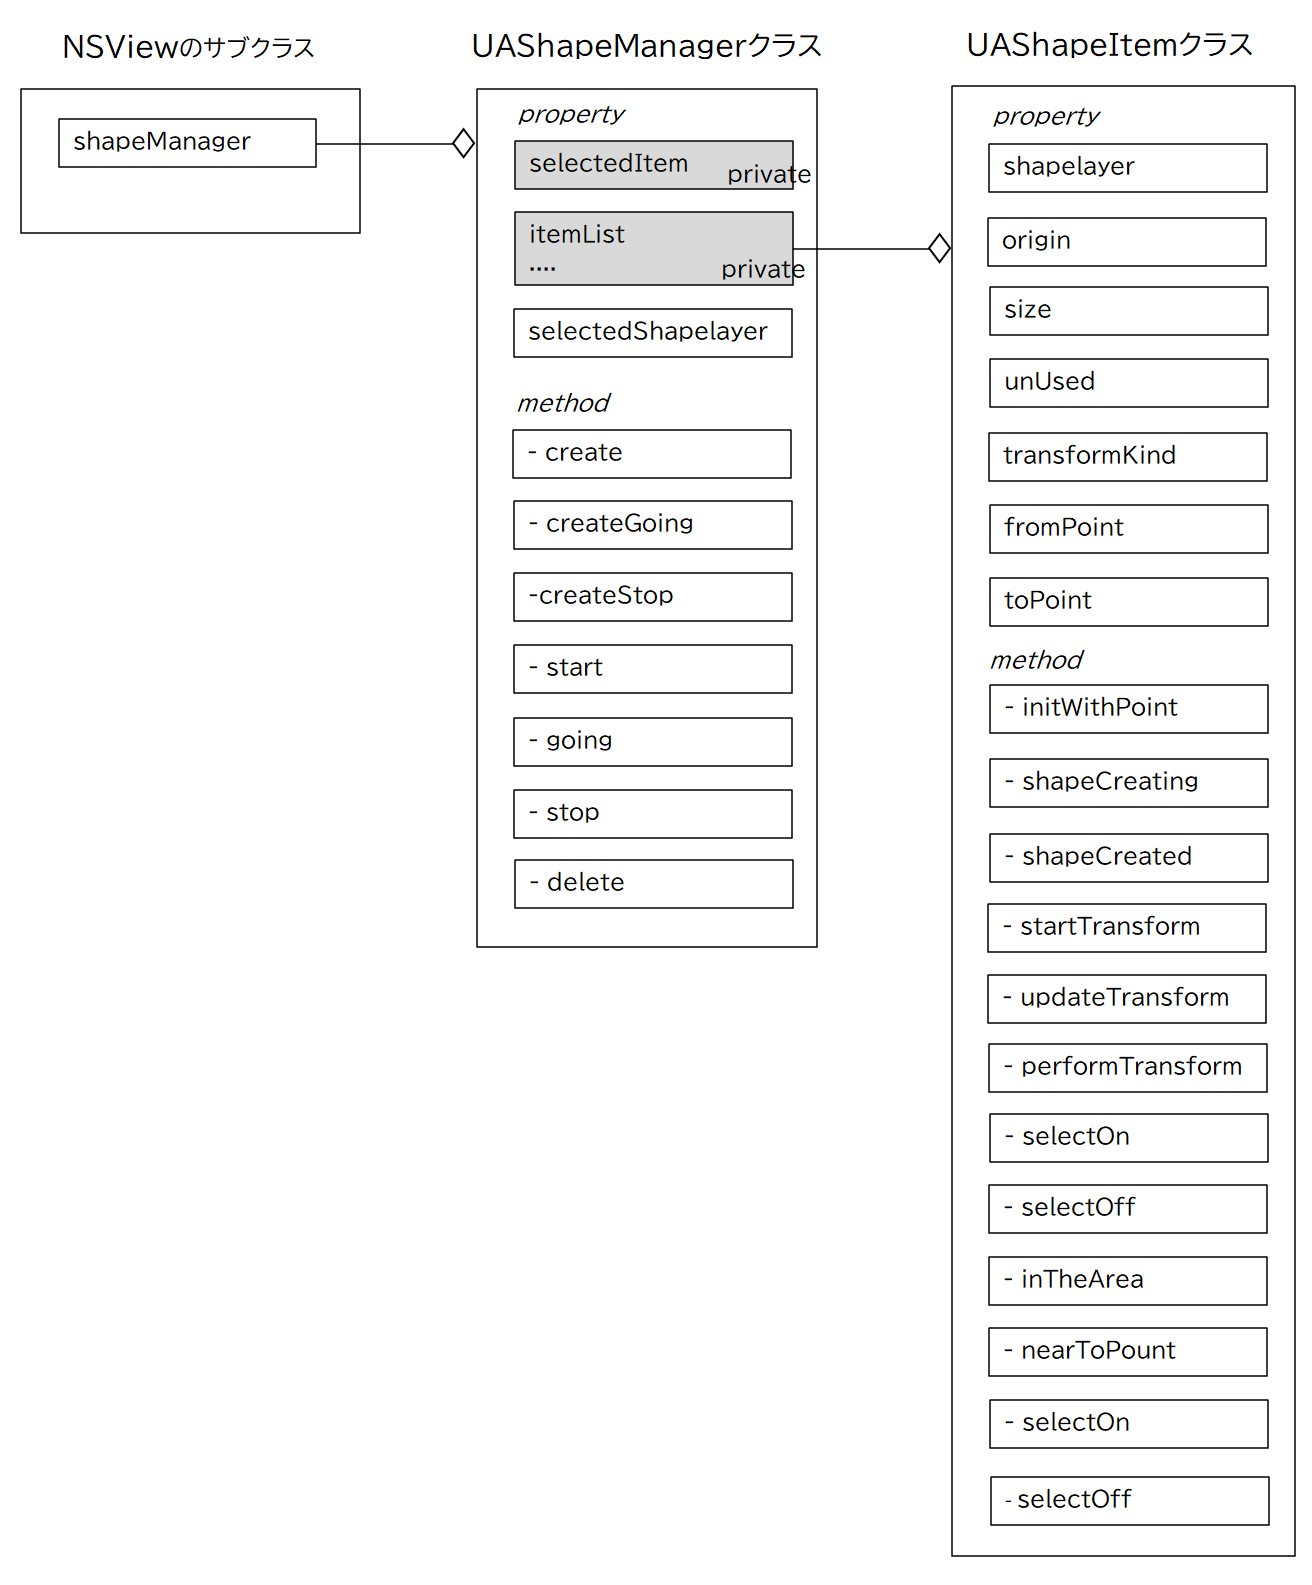 NSViewのサブクラス
shapeManager
UAShapeManagerクラス
property
selectedItem
private
itemList
....
private
selectedShapelayer
method
- create
- createGoing
-createStop
- start
- going
- stop
- delete
UAShapeItemクラス
property
shapelayer
origin
size
unUsed
transformKind
fromPoint
toPoint
method
- initWithPoint
- shapeCreating
- shapeCreated
- startTransform
- updateTransform
- performTransform
- selectOn
- selectOff
- inTheArea
- nearToPount
- selectOn
- selectOff